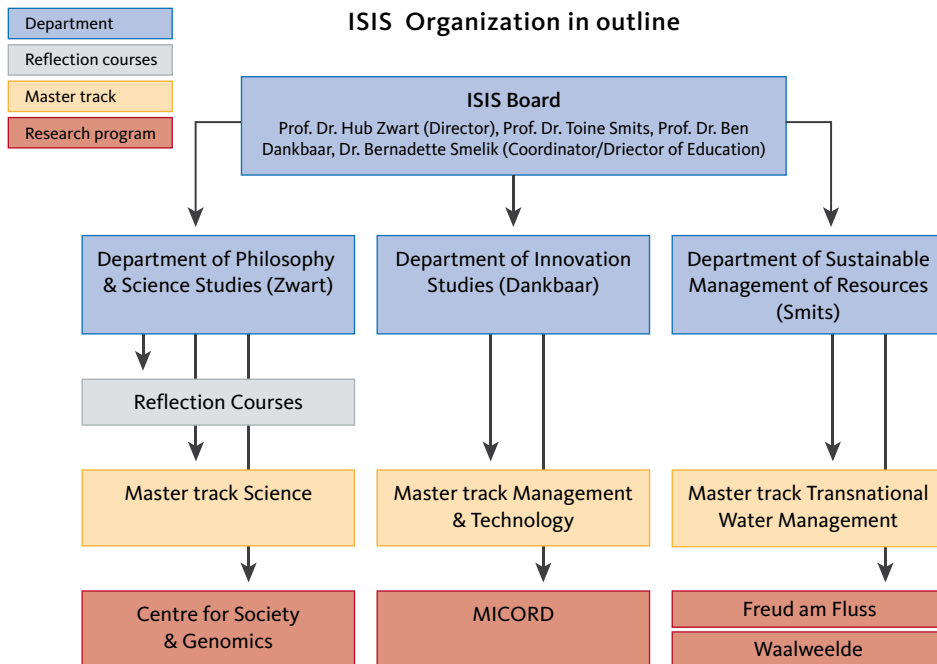 Department
Reflection courses
Master track
Research program
ISIS Organization in outline
ISIS Board
Prof. Dr. Hub Zwart (Director), Prof. Dr. Toine Smits, Prof. Dr. Ben
Dankbaar, Dr. Bernadette Smelik (Coordinator/Driector of Education)
Department of Philosophy
& Science Studies (Zwart)
Department of Innovation
Studies (Dankbaar)
Department of Sustainable
Management of Resources
(Smits)
Reflection Courses
Master track Science
Master track Management
& Technology
Master track Transnational
Water Management
Centre for Society
& Genomics
MICORD
Freud am Fluss
Waalweelde